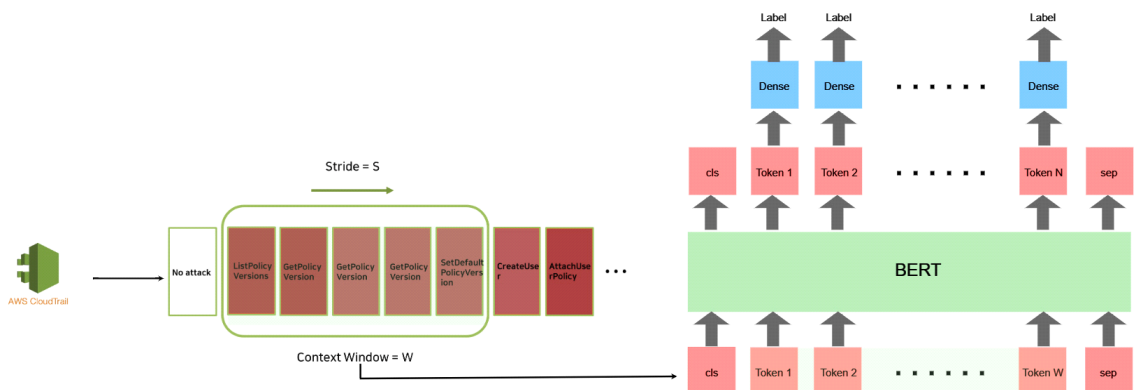 Label
Label
Label
Dense
Dense
. . . . . .
Dense
Stride = S
cls
Token 1
Token 2
. . . . . .
Token N
sep
No attack
ListPolicy
Versions
GetPolicy
Version
GetPolicy
Version
GetPolicy
Version
SetDefault
PolicyVers
ion
CreateUse
r
AttachUse
rPolicy
...
BERT
AWS CloudTrail
Context Window = W
cls
Token 1
Token 2
. . . . . .
Token W
sep